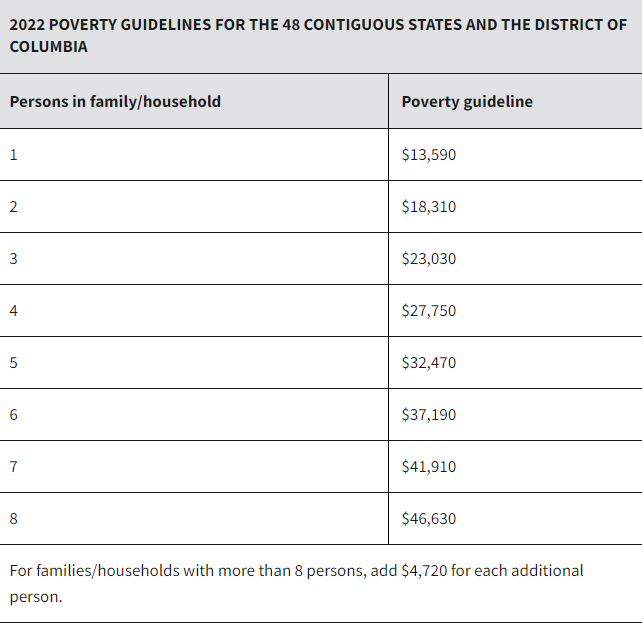 2022 POVERTY GUIDELINES FOR THE 48 CONTIGUOUS STATES AND THE DISTRICT OF
COLUMBIA
Persons in family/household Poverty guideline
1 $13,590
2 $18,310
3 $23,030
4 $27,750
5 $32,470
6 $37,190
7 $41,910
8 $46,630
For families/households with more than 8 persons, add $4,720 for each additional
person.